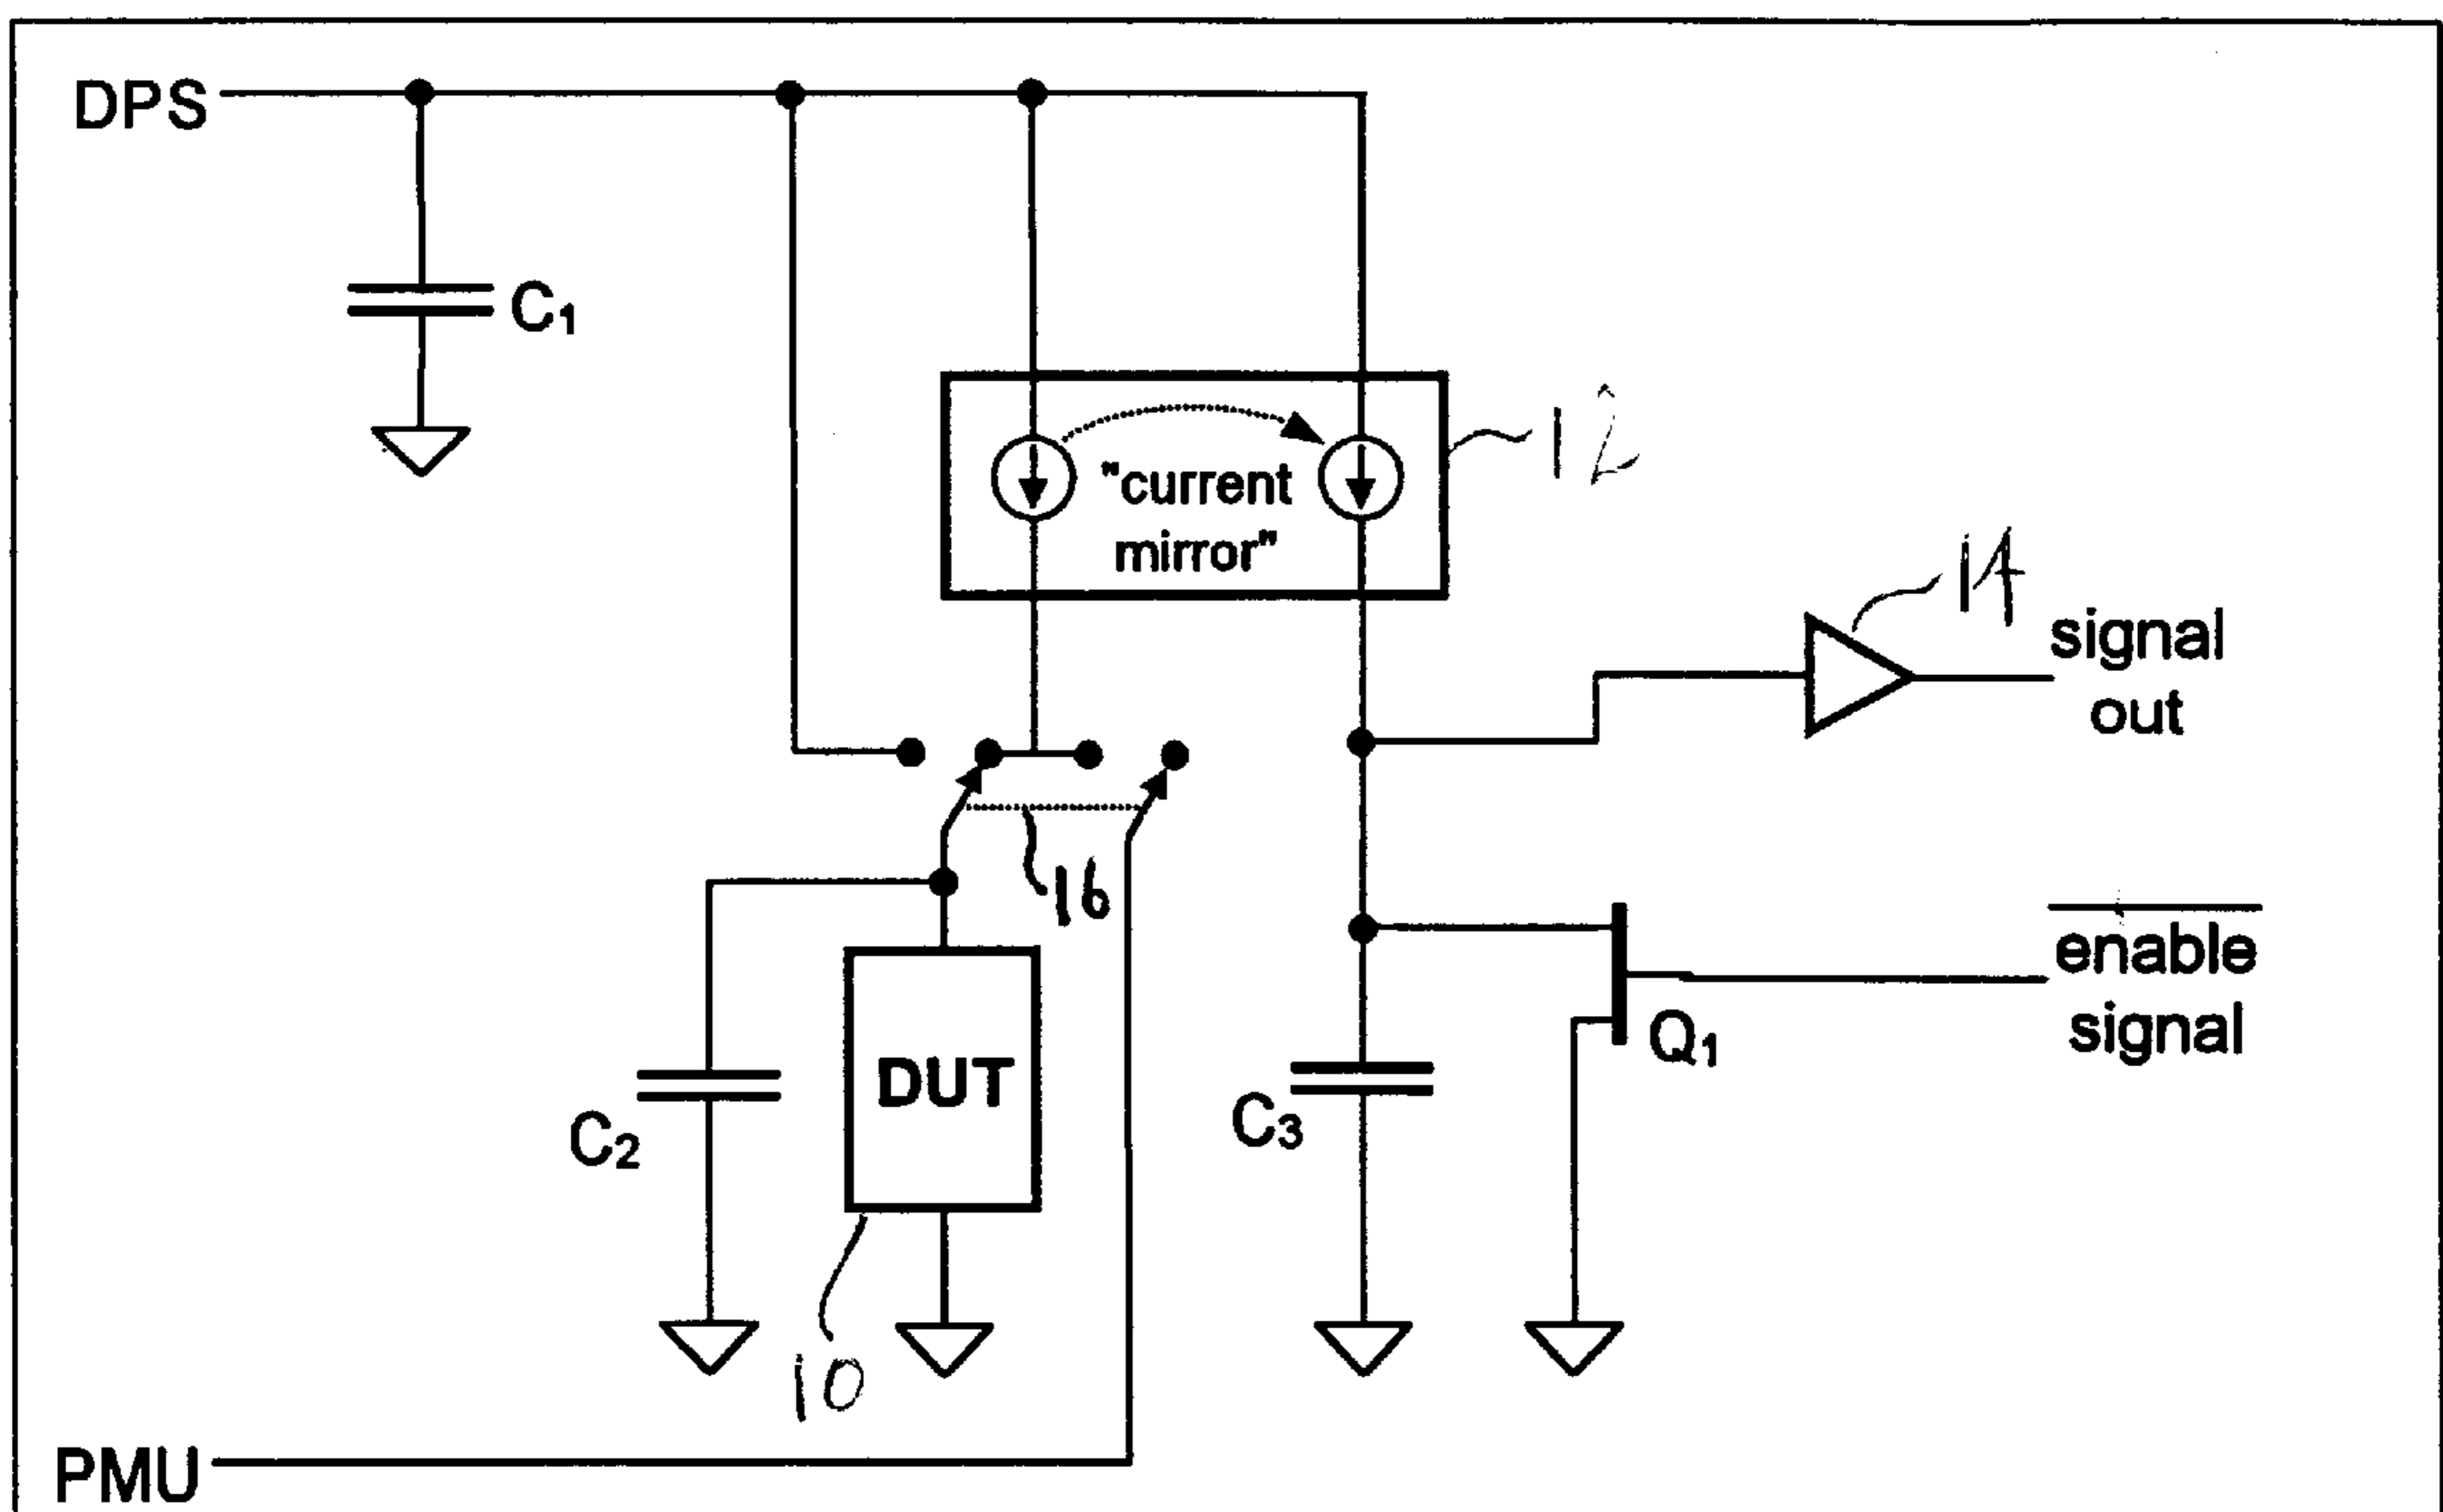 DPS
C₁
"current
mirror"
12
14
signal
out
16
enable
signal
Q₁
DUT
C₂
C₃
10
PMU